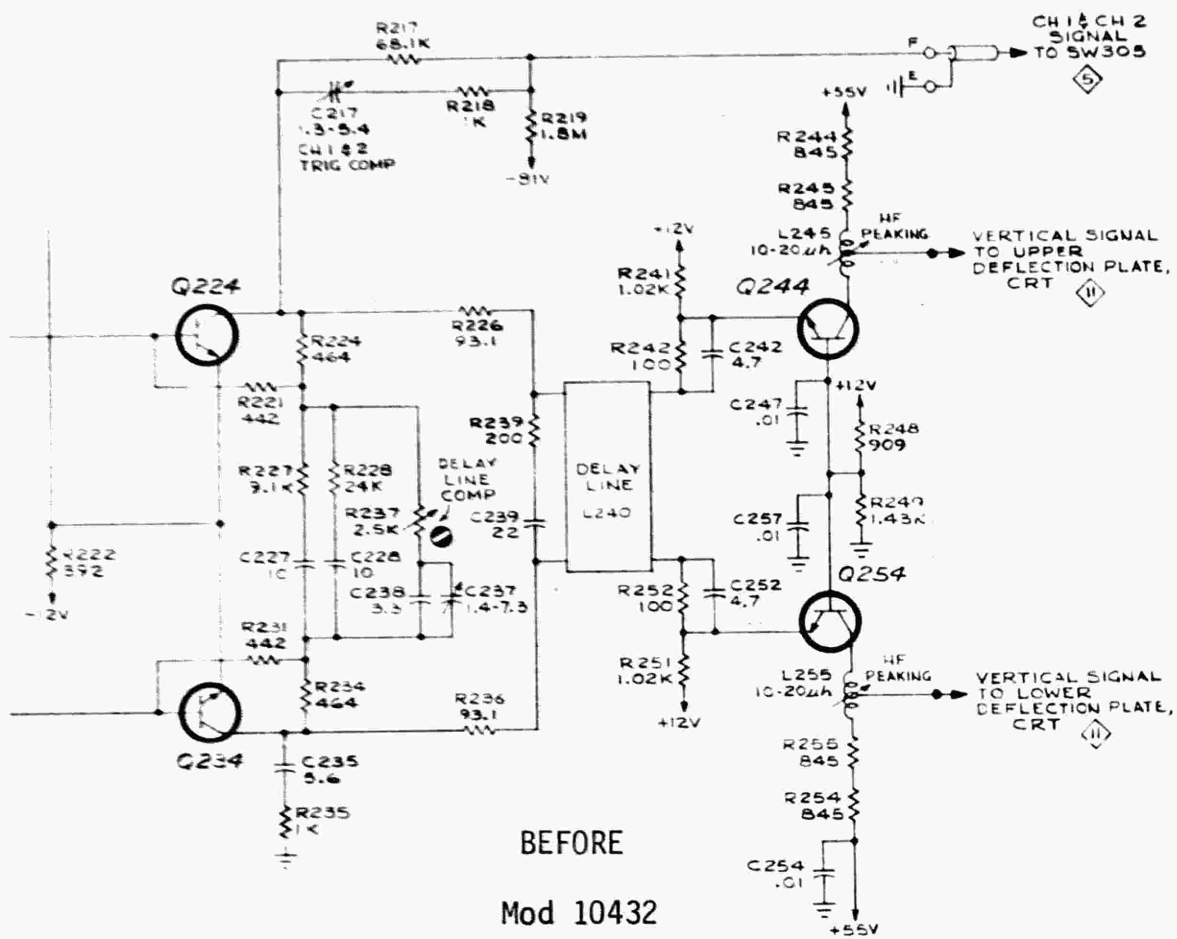 R217
68.1K
F
CH 1 & CH 2
SIGNAL
TO SW305
5
E
C217
1.3-5.4
CH 1 & 2
TRIG COMP
R218
1K
R219
1.8M
-81V
+55V
R244
845
R245
845
L245
10-20µh
HF
PEAKING
VERTICAL SIGNAL
TO UPPER
DEFLECTION PLATE,
CRT
11
+12V
R241
1.02K
Q244
Q224
R224
464
R226
93.1
R242
100
C242
4.7
R221
442
C247
.01
+12V
R239
200
R248
909
R227
9.1K
R228
24K
DELAY
LINE
COMP
DELAY
LINE
L240
R237
2.5K
C239
22
C257
.01
R249
1.43K
R222
392
C227
10
C228
10
C238
3.3
C237
1.4-7.3
-12V
R252
100
C252
4.7
Q254
R231
442
R234
464
R251
1.02K
+12V
L255
10-20µh
HF
PEAKING
VERTICAL SIGNAL
TO LOWER
DEFLECTION PLATE,
CRT
11
R236
93.1
Q234
C235
5.6
R255
845
R235
1K
R254
845
BEFORE
C254
.01
Mod 10432
+55V